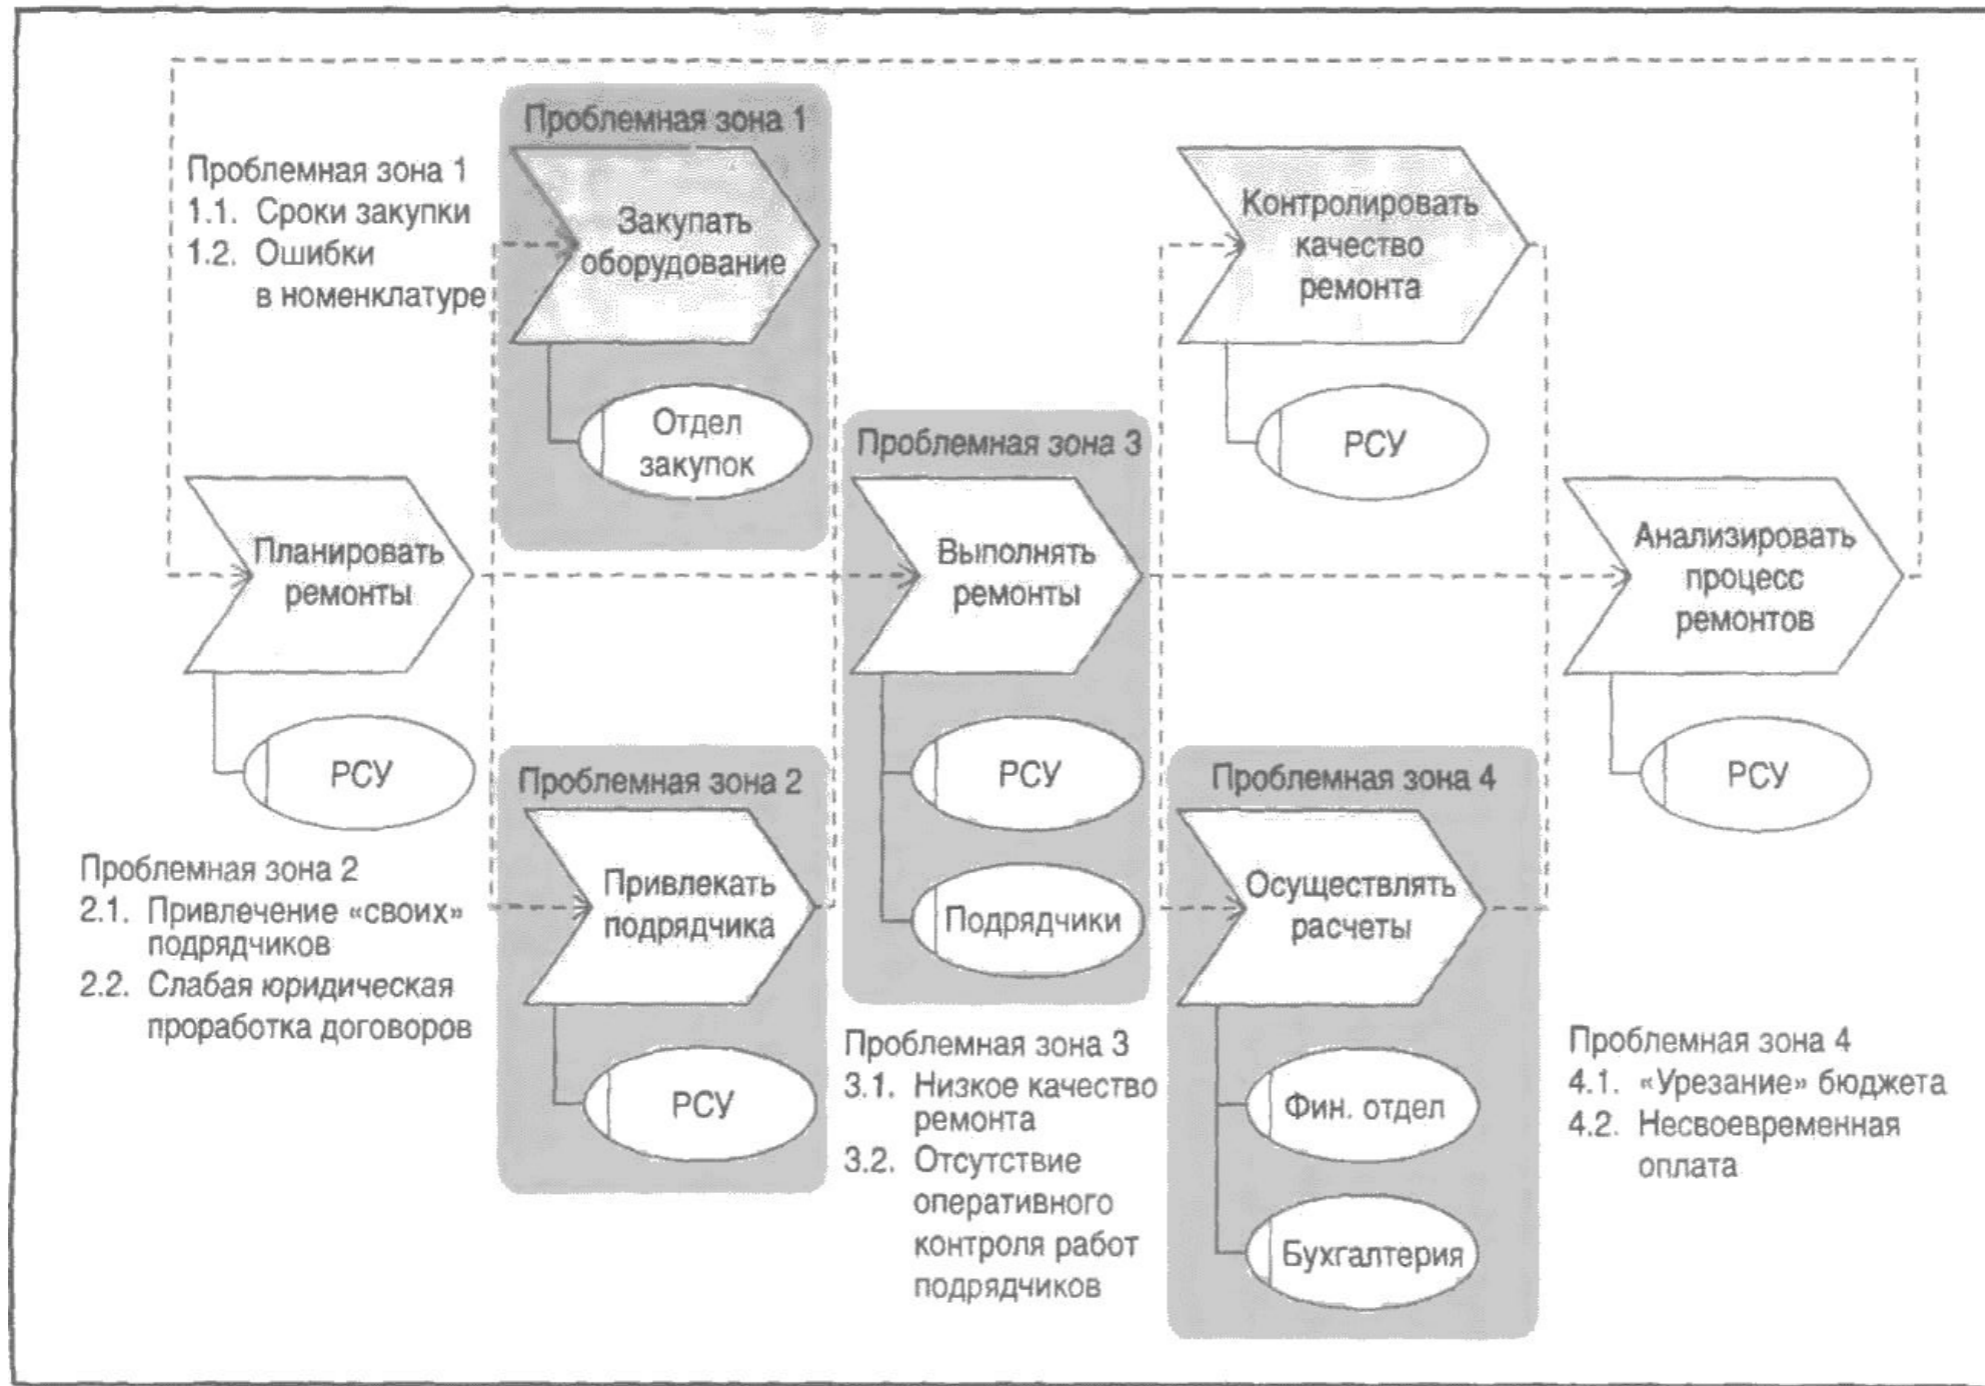 Проблемная зона 1
Проблемная зона 1
1.1. Сроки закупки
1.2. Ошибки
в номенклатуре
Закупать
оборудование
Отдел
закупок
Контролировать
качество
ремонта
РСУ
Планировать
ремонты
РСУ
Проблемная зона 3
Выполнять
ремонты
РСУ
Подрядчики
Анализировать
процесс
ремонтов
РСУ
Проблемная зона 2
2.1. Привлечение «своих»
подрядчиков
2.2. Слабая юридическая
проработка договоров
Проблемная зона 2
Привлекать
подрядчика
РСУ
Проблемная зона 3
3.1. Низкое качество
ремонта
3.2. Отсутствие
оперативного
контроля работ
подрядчиков
Проблемная зона 4
Осуществлять
расчеты
Фин. отдел
Бухгалтерия
Проблемная зона 4
4.1. «Урезание» бюджета
4.2. Несвоевременная
оплата